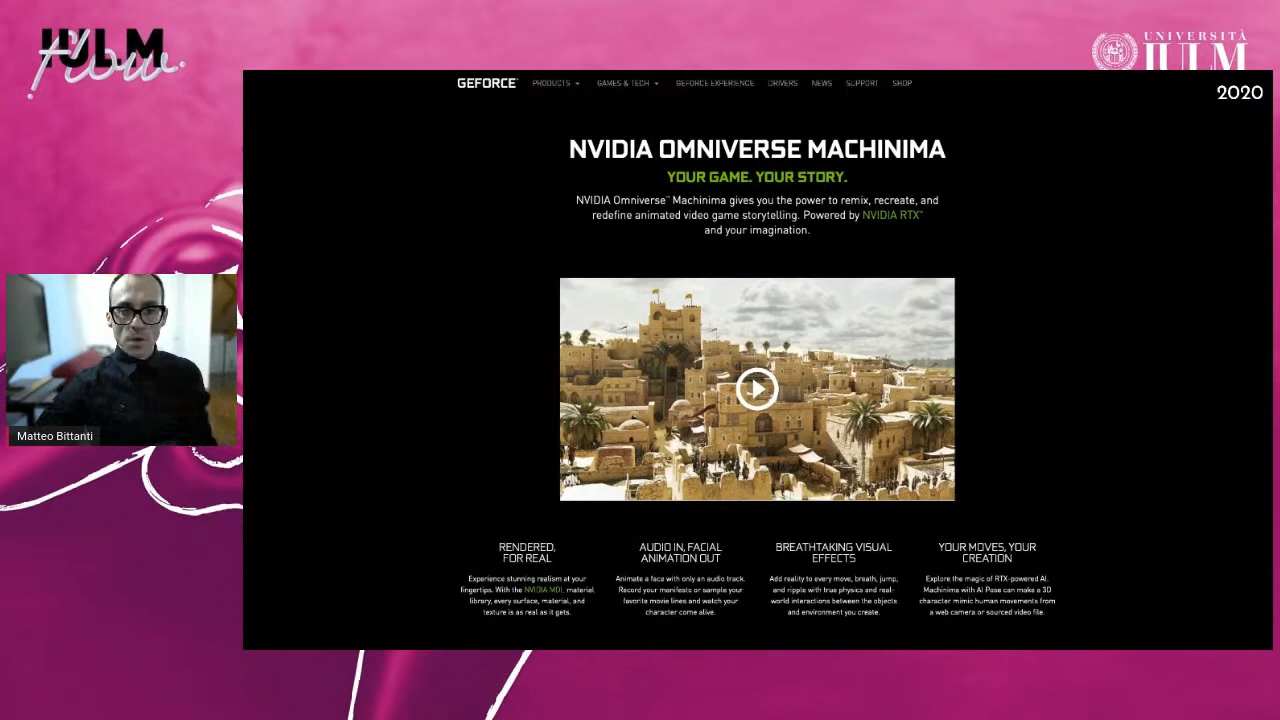 IULM
flow.
UNIVERSITÀ
IULM
2020
GEFORCE
PRODUCTS
GAMES & TECH
GEFORCE EXPERIENCE
DRIVERS
NEWS
SUPPORT
SHOP
NVIDIA OMNIVERSE MACHINIMA
YOUR GAME. YOUR STORY.
NVIDIA Omniverse™ Machinima gives you the power to remix, recreate, and
redefine animated video game storytelling. Powered by NVIDIA RTX™
and your imagination.
Matteo Bittanti
RENDERED,
FOR REAL
Experience stunning realism at your
fingertips. With the NVIDIA MDL material
library, every surface, material, and
texture is as real as it gets.
AUDIO IN, FACIAL
ANIMATION OUT
Animate a face with only an audio track.
Record your manifesto or sample your
favorite movie lines and watch your
character come alive.
BREATHTAKING VISUAL
EFFECTS
Add reality to every move, breath, jump,
and ripple with true physics and real-
world interactions between the objects
and environment you create.
YOUR MOVES, YOUR
CREATION
Explore the magic of RTX-powered AI.
Machinima with AI Pose can make a 3D
character mimic human movements from
a web camera or sourced video file.